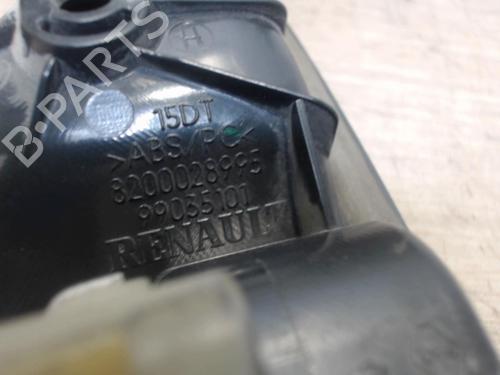 H
15DT
>ABS/PC<
8200028995
99035101
RENAULT
B-PARTS